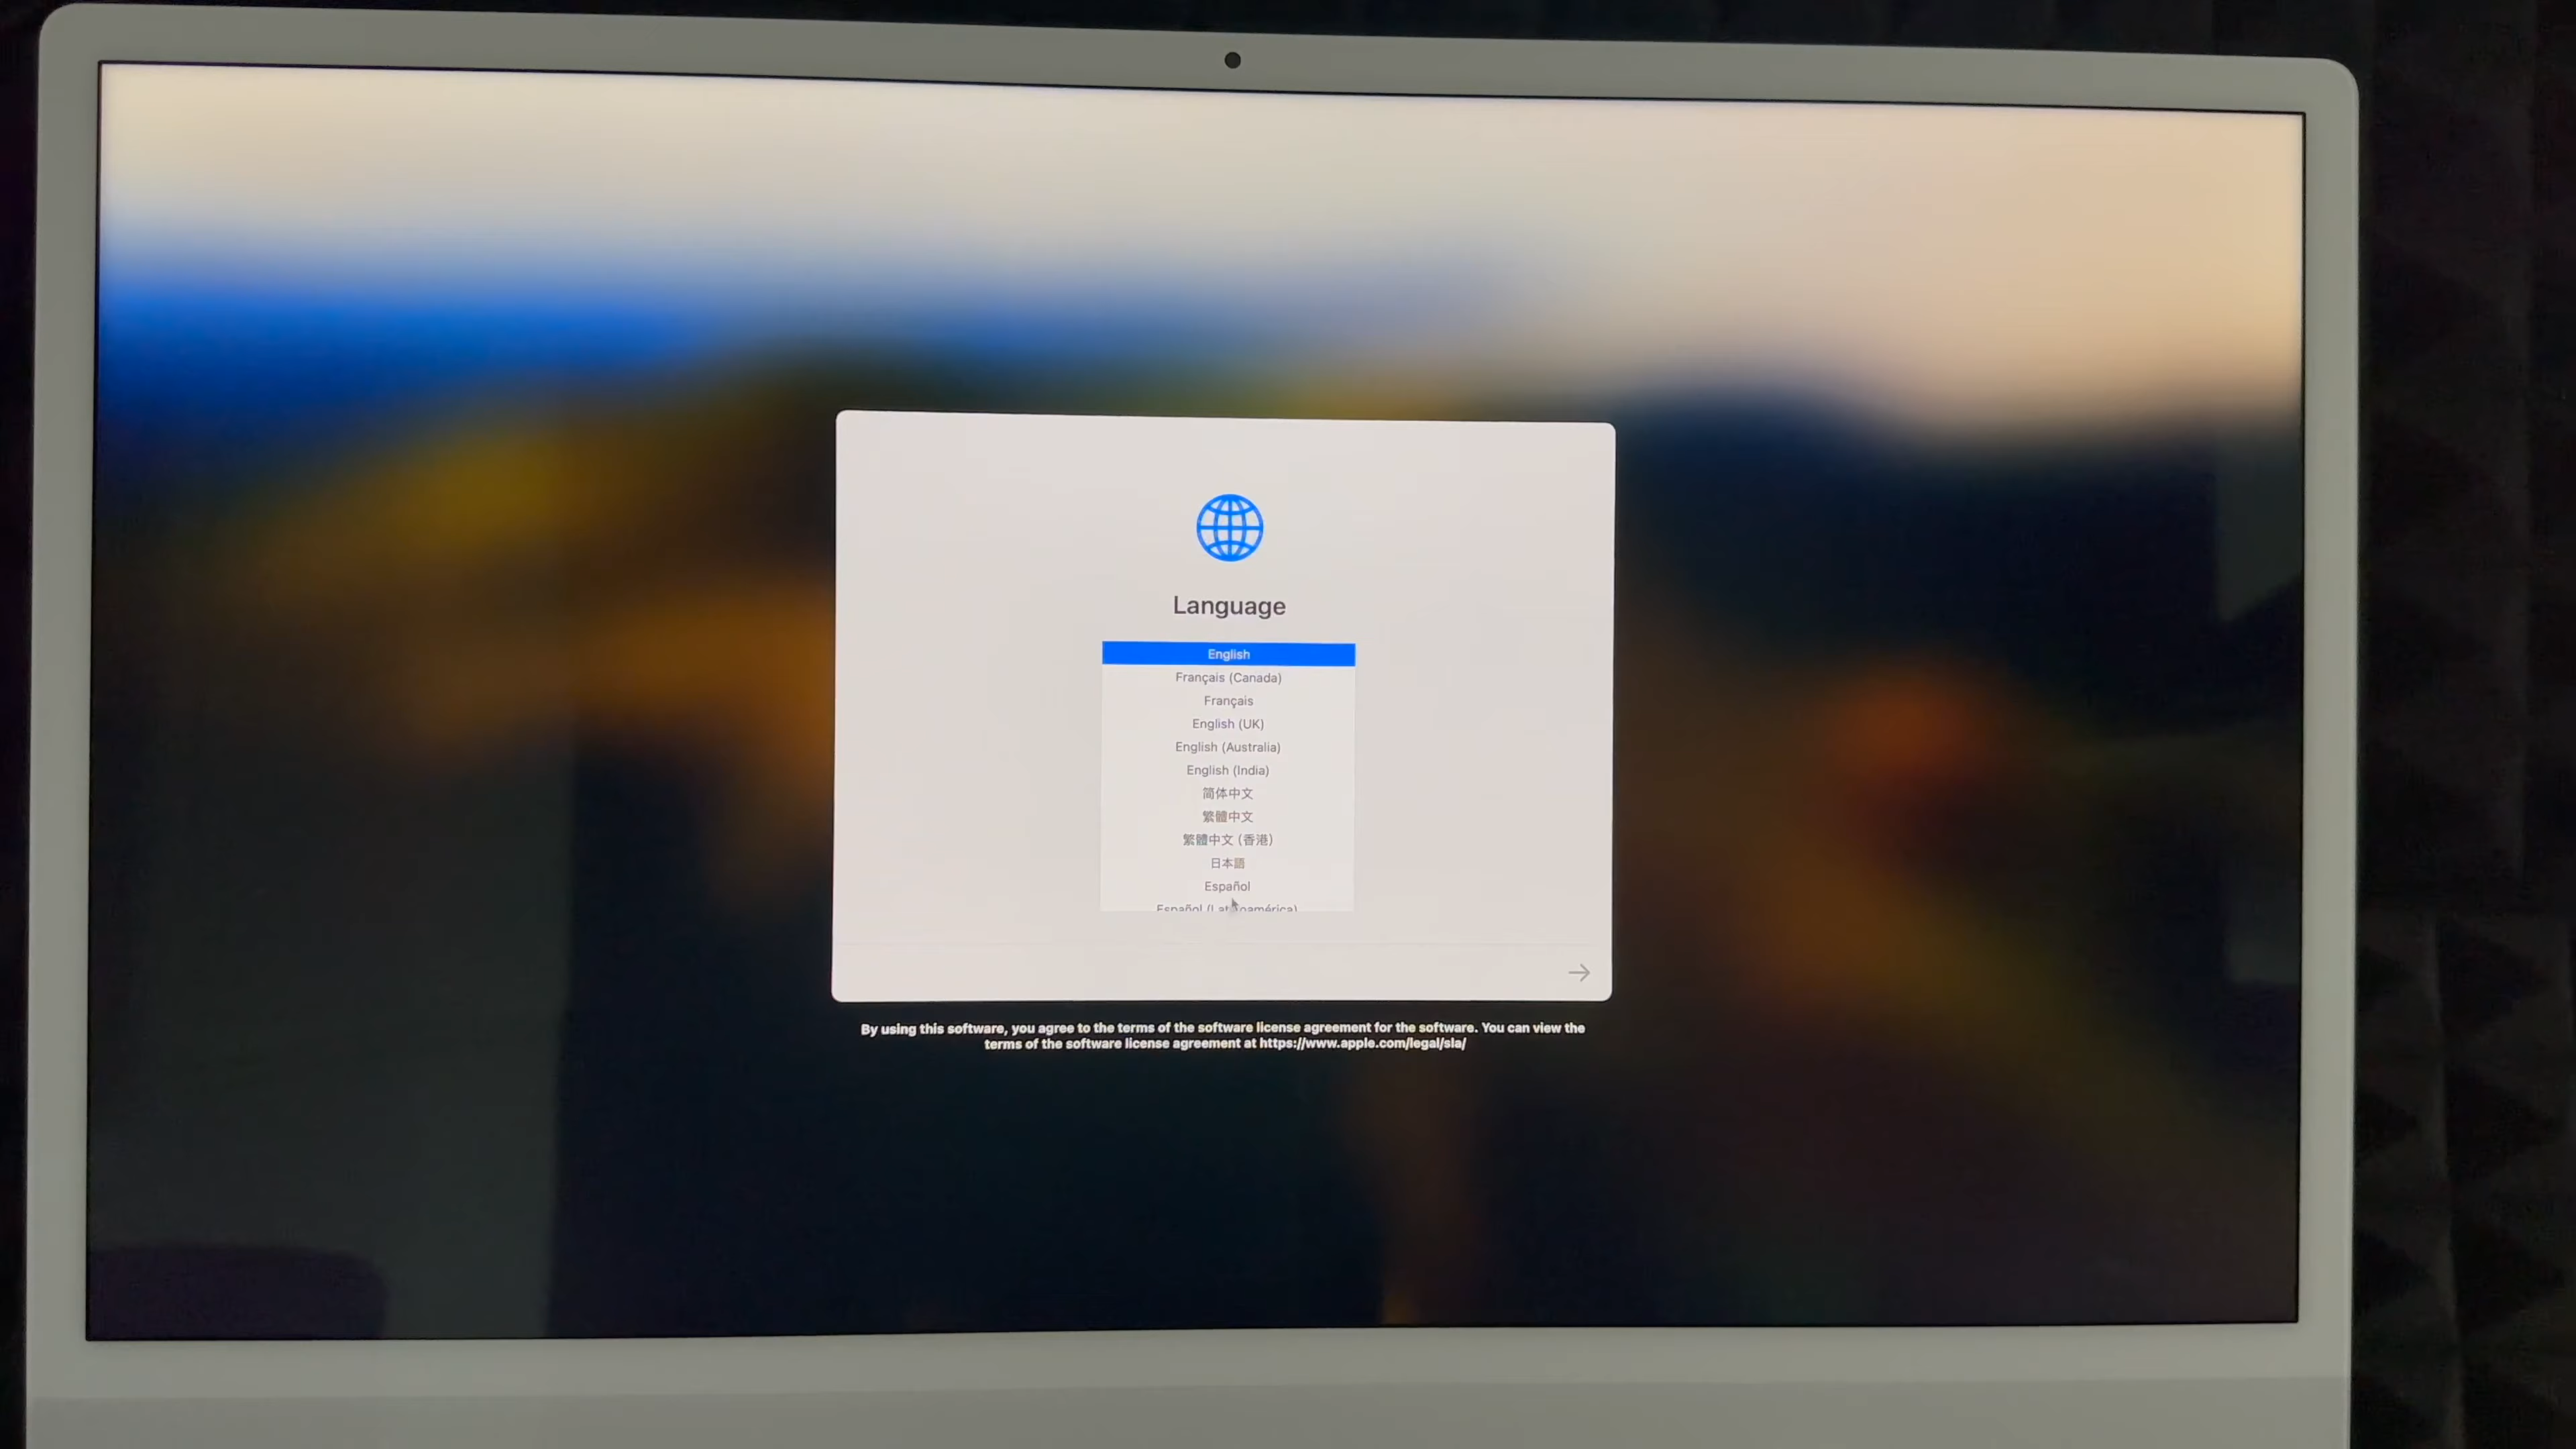 Language
English
Français (Canada)
Français
English (UK)
English (Australia)
English (India)
简体中文
繁體中文
繁體中文 (香港)
日本語
Español
Español (Latinoamérica)
By using this software, you agree to the terms of the software license agreement for the software. You can view the
terms of the software license agreement at https://www.apple.com/legal/sla/